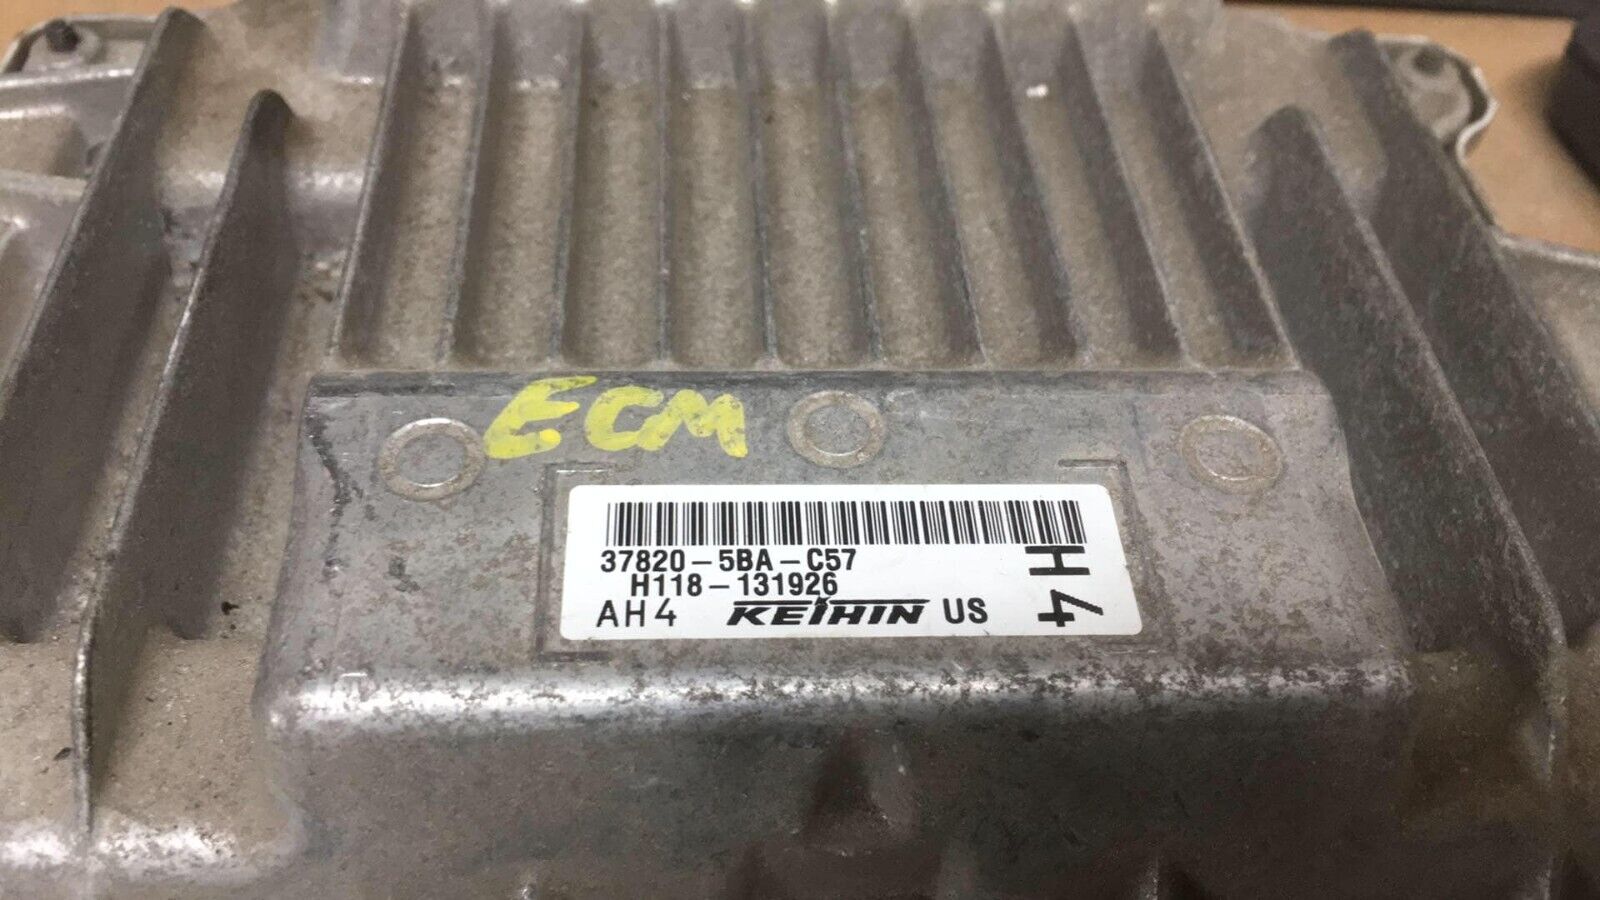 ECM
37820-5BA-C57
H118-131926
AH4 KEIHIN US
H4